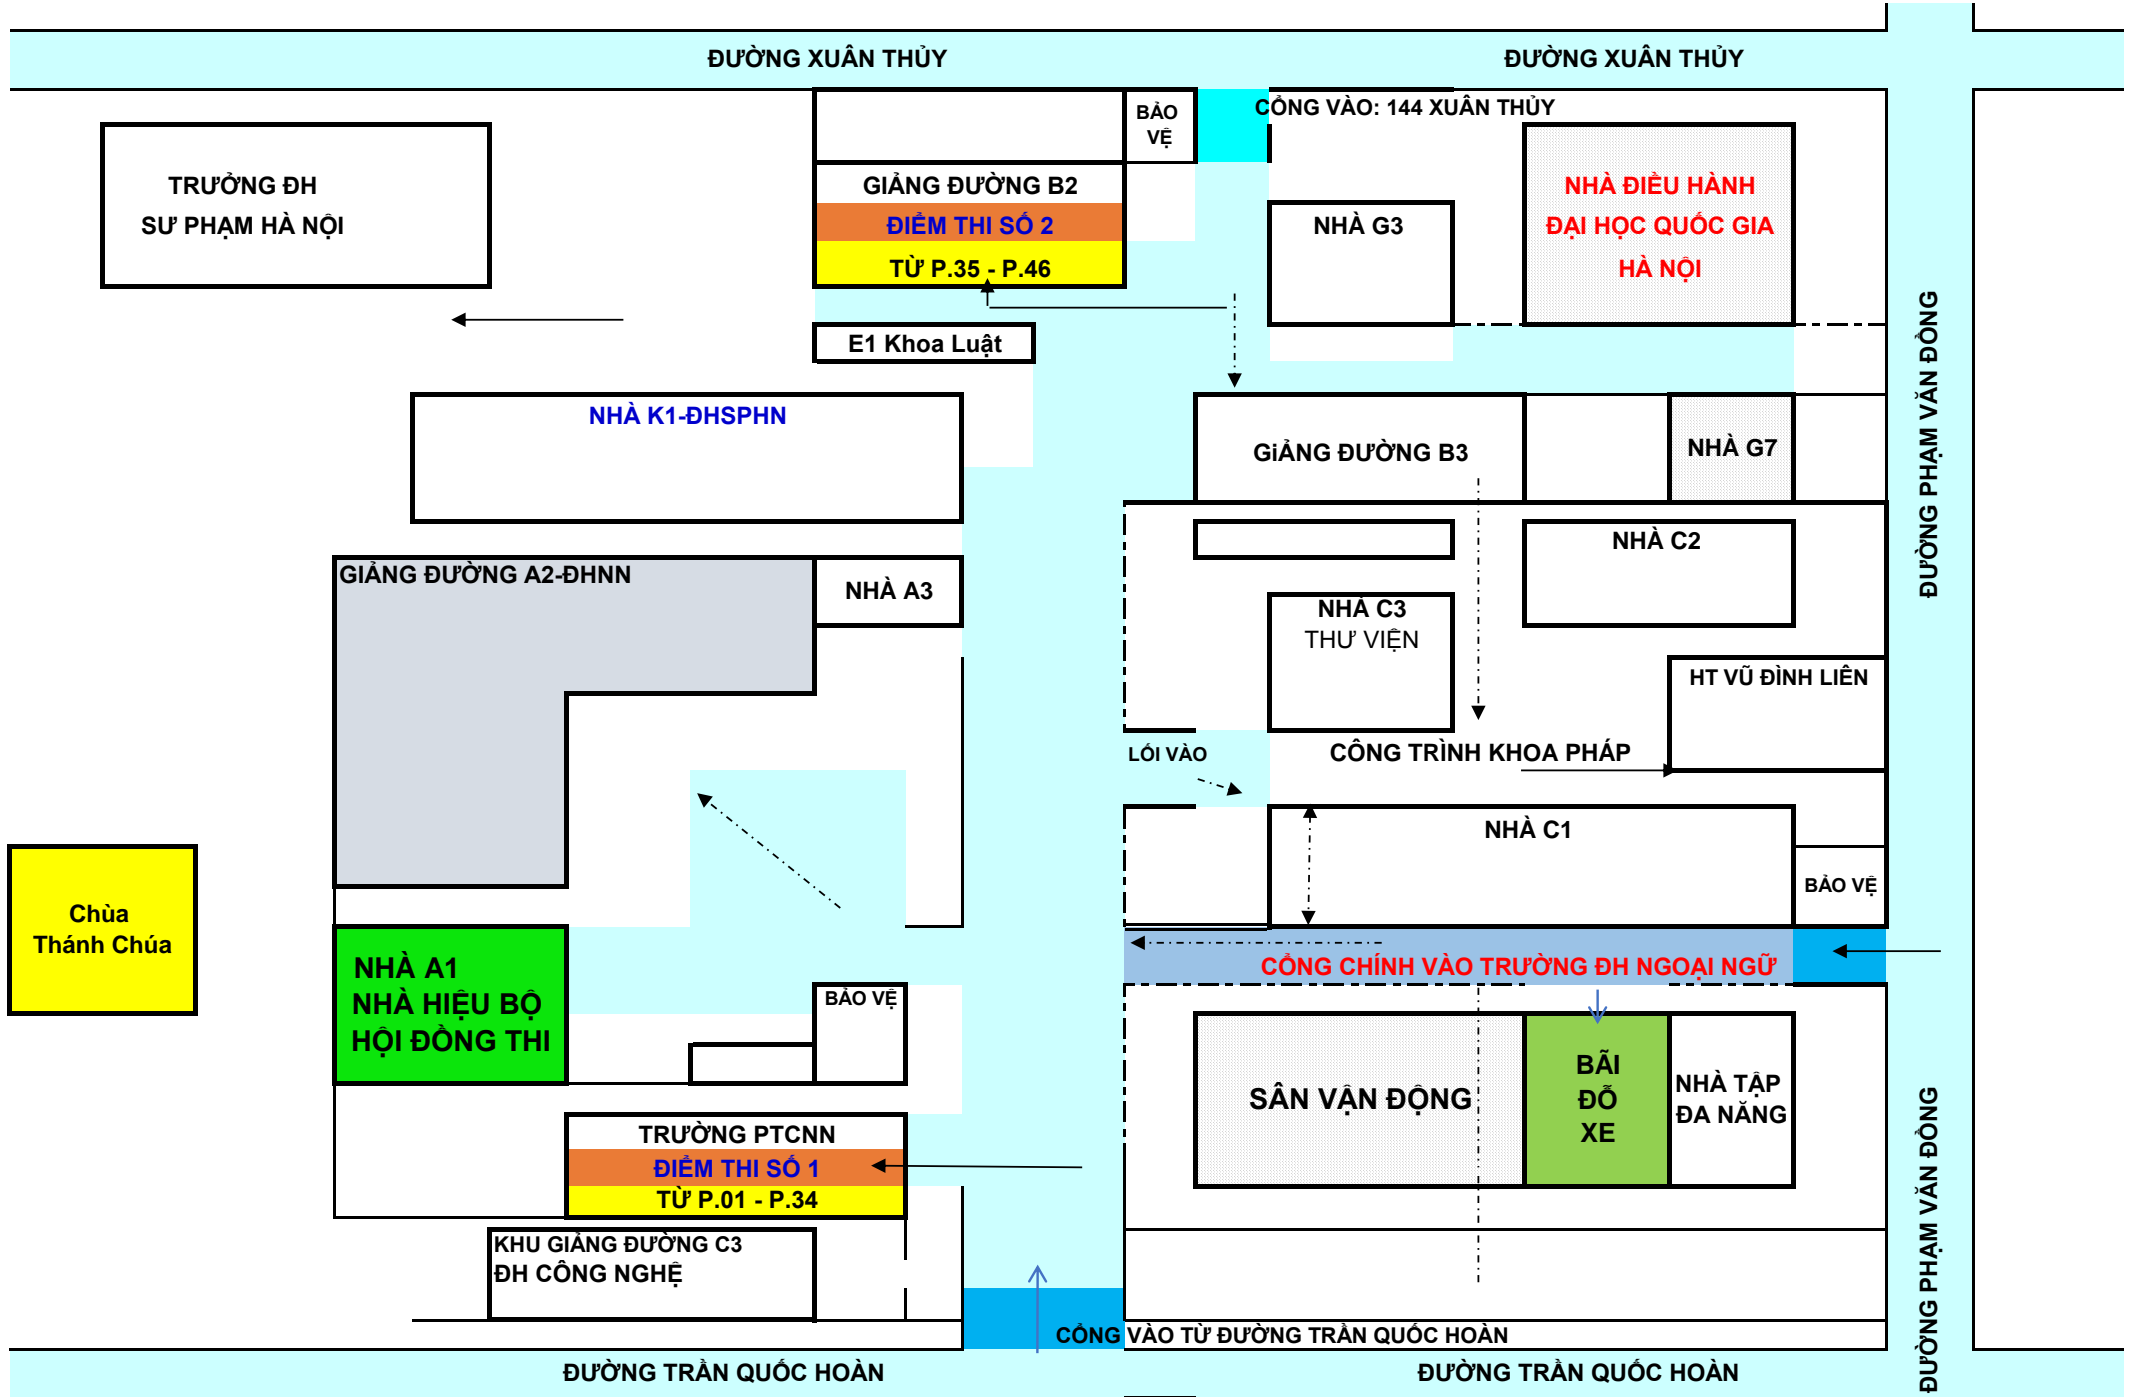 ĐƯỜNG XUÂN THỦY
ĐƯỜNG XUÂN THỦY
BẢO
VỆ
CỔNG VÀO: 144 XUÂN THỦY
TRƯỞNG ĐH
SƯ PHẠM HÀ NỘI
GIẢNG ĐƯỜNG B2
ĐIỂM THI SỐ 2
TỪ P.35 - P.46
NHÀ G3
NHÀ ĐIỀU HÀNH
ĐẠI HỌC QUỐC GIA
HÀ NỘI
E1 Khoa Luật
ĐƯỜNG PHẠM VĂN ĐỒNG
NHÀ K1-ĐHSPHN
GiẢNG ĐƯỜNG B3
NHÀ G7
NHÀ C2
GIẢNG ĐƯỜNG A2-ĐHNN
NHÀ A3
NHÀ C3
THƯ VIỆN
HT VŨ ĐÌNH LIÊN
LỐI VÀO
CÔNG TRÌNH KHOA PHÁP
NHÀ C1
BẢO VỆ
Chùa
Thánh Chúa
NHÀ A1
NHÀ HIỆU BỘ
HỘI ĐỒNG THI
CỔNG CHÍNH VÀO TRƯỜNG ĐH NGOẠI NGỮ
BẢO VỆ
SÂN VẬN ĐỘNG
BÃI
ĐỖ
XE
NHÀ TẬP
ĐA NĂNG
TRƯỜNG PTCNN
ĐIỂM THI SỐ 1
TỪ P.01 - P.34
ĐƯỜNG PHẠM VĂN ĐỒNG
KHU GIẢNG ĐƯỜNG C3
ĐH CÔNG NGHỆ
CỔNG VÀO TỪ ĐƯỜNG TRẦN QUỐC HOÀN
ĐƯỜNG TRẦN QUỐC HOÀN
ĐƯỜNG TRẦN QUỐC HOÀN